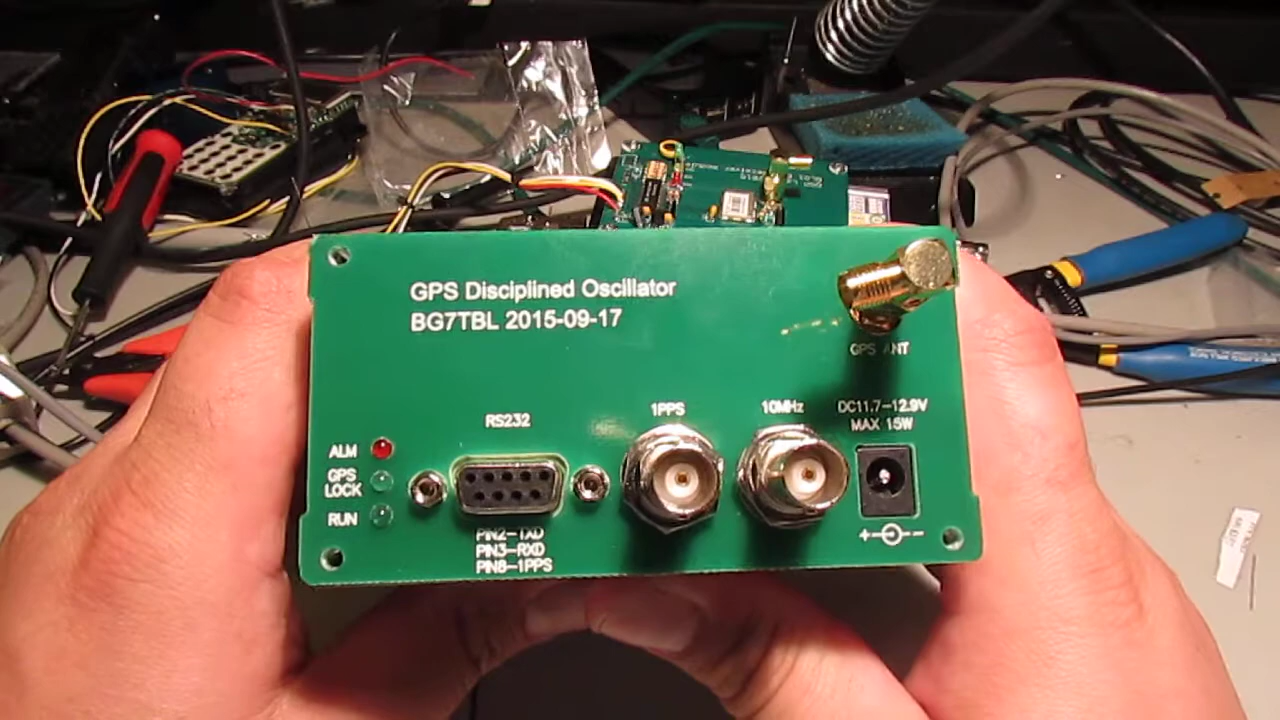 GPS Disciplined Oscillator
BG7TBL 2015-09-17
GPS ANT
RS232
1PPS
10MHz
DC11.7-12.9V
MAX 15W
ALM
GPS
LOCK
RUN
PIN2-TXD
PIN3-RXD
PIN8-1PPS
+ -